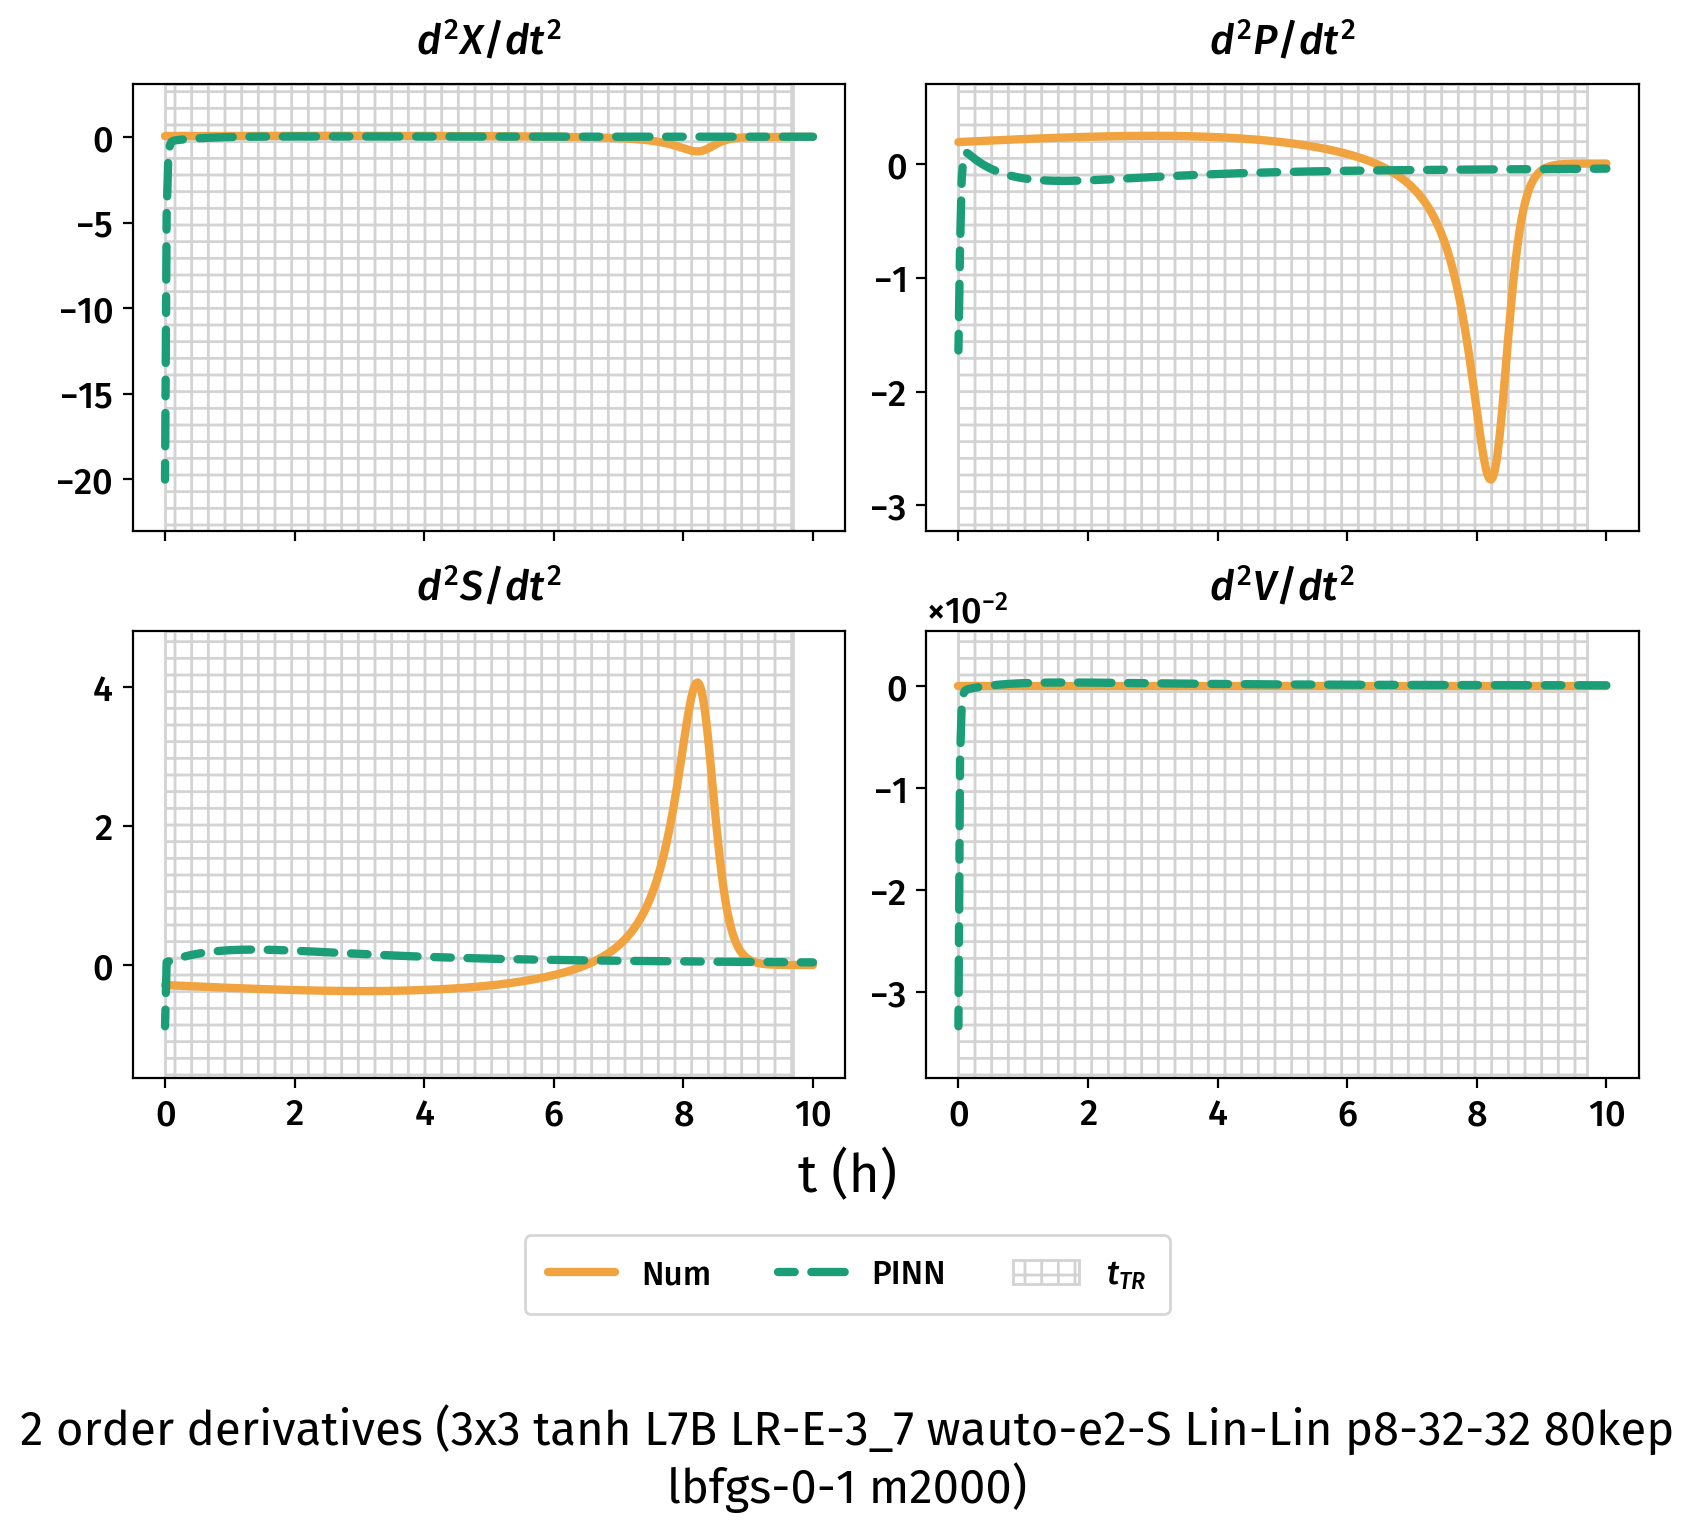 d²X/dt²
d²P/dt²
0
−5
−10
−15
−20
0
−1
−2
−3
d²S/dt²
d²V/dt²
×10⁻²
4
2
0
0
−1
−2
−3
0 2 4 6 8 10
0 2 4 6 8 10
t (h)
Num PINN t_TR
2 order derivatives (3x3 tanh L7B LR-E-3_7 wauto-e2-S Lin-Lin p8-32-32 80kep
lbfgs-0-1 m2000)